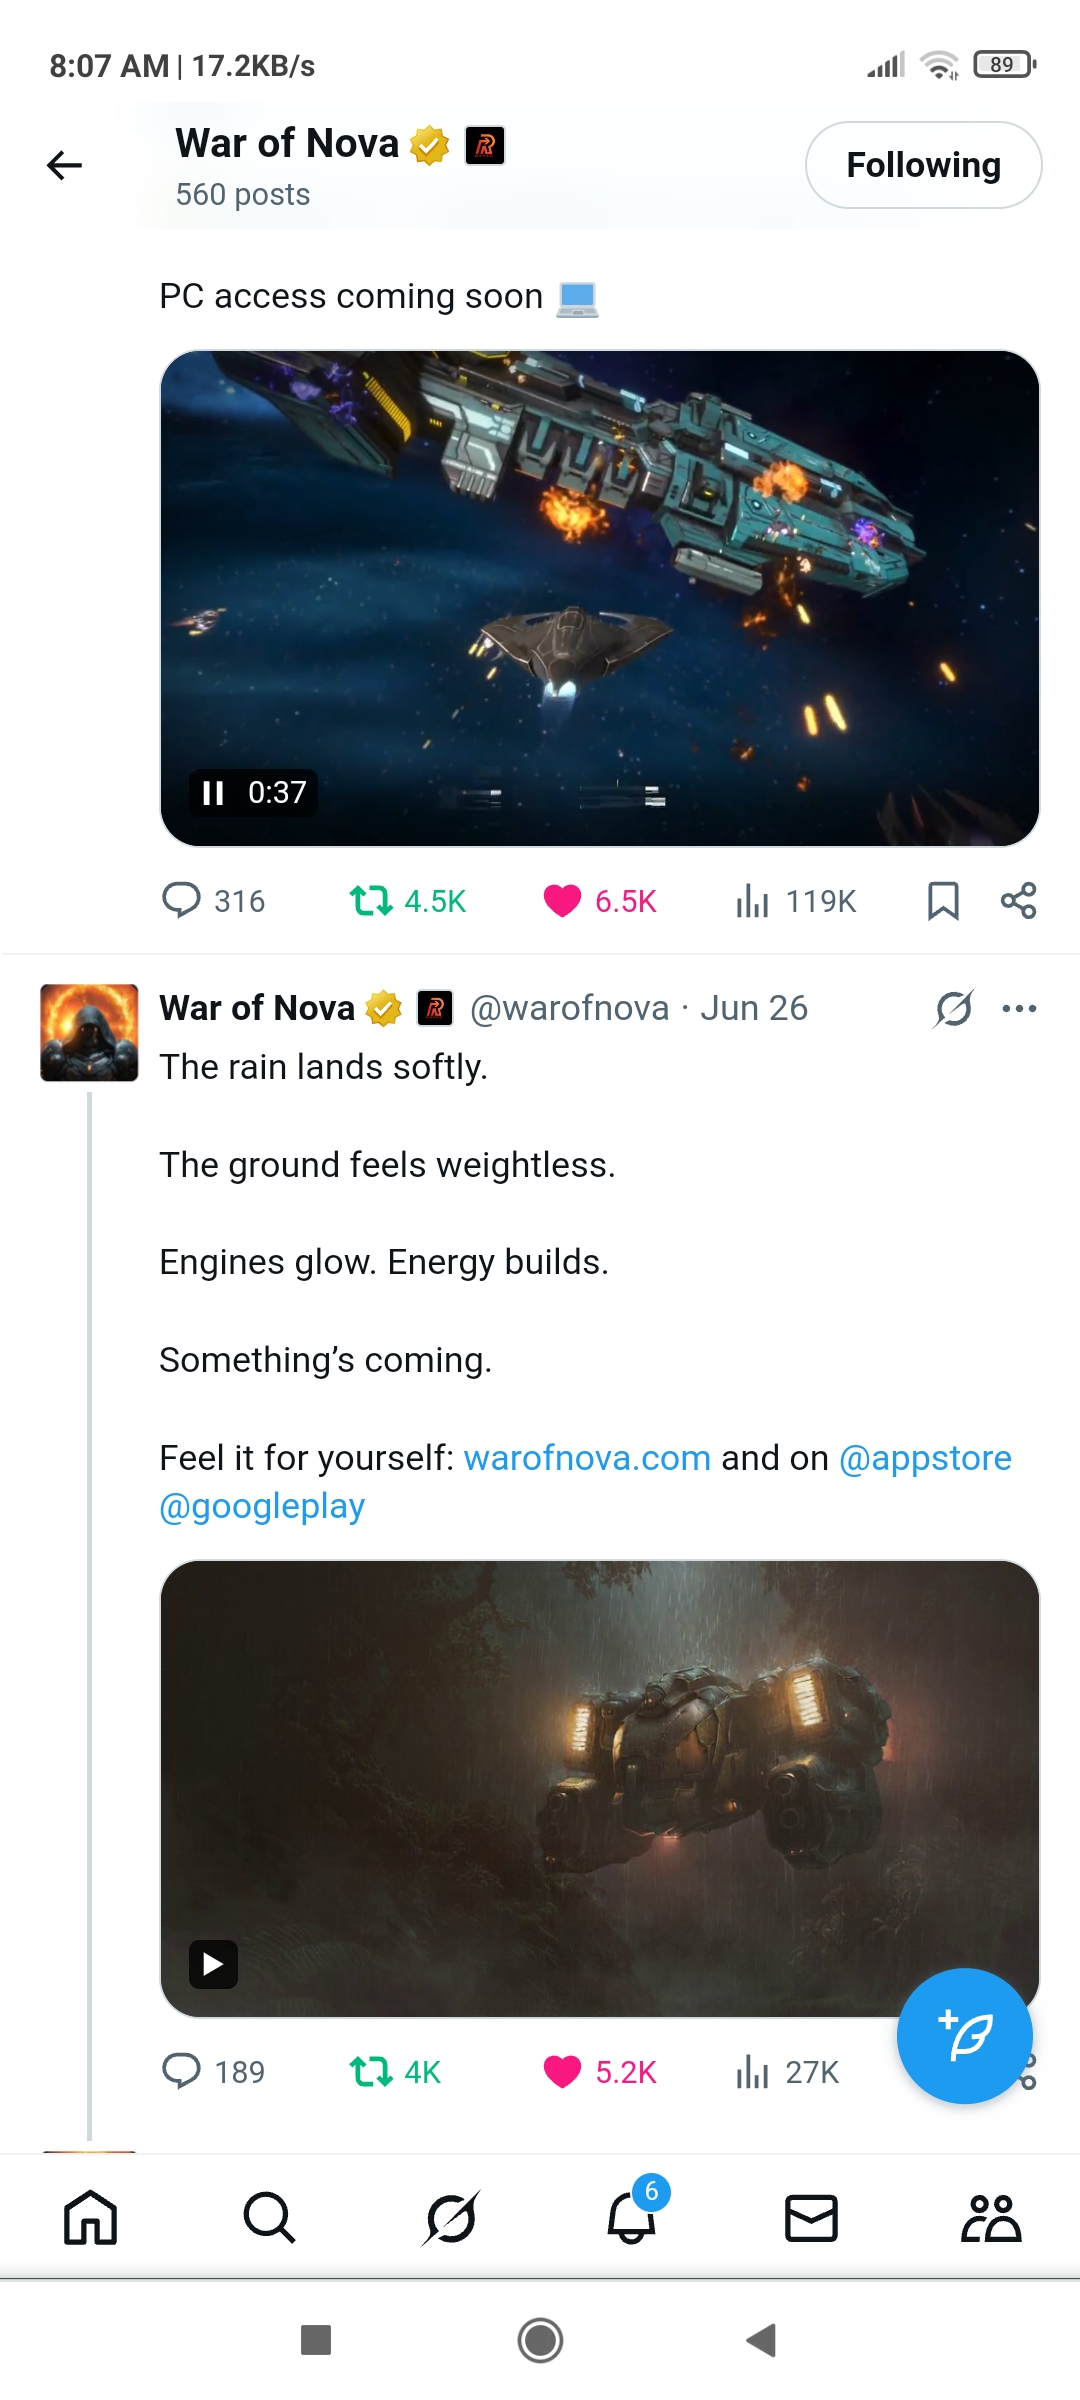 8:07 AM | 17.2KB/s
89
War of Nova
560 posts
Following
PC access coming soon
0:37
316
4.5K
6.5K
119K
War of Nova @warofnova · Jun 26
The rain lands softly.
The ground feels weightless.
Engines glow. Energy builds.
Something’s coming.
Feel it for yourself: warofnova.com and on @appstore
@googleplay
189
4K
5.2K
27K
6